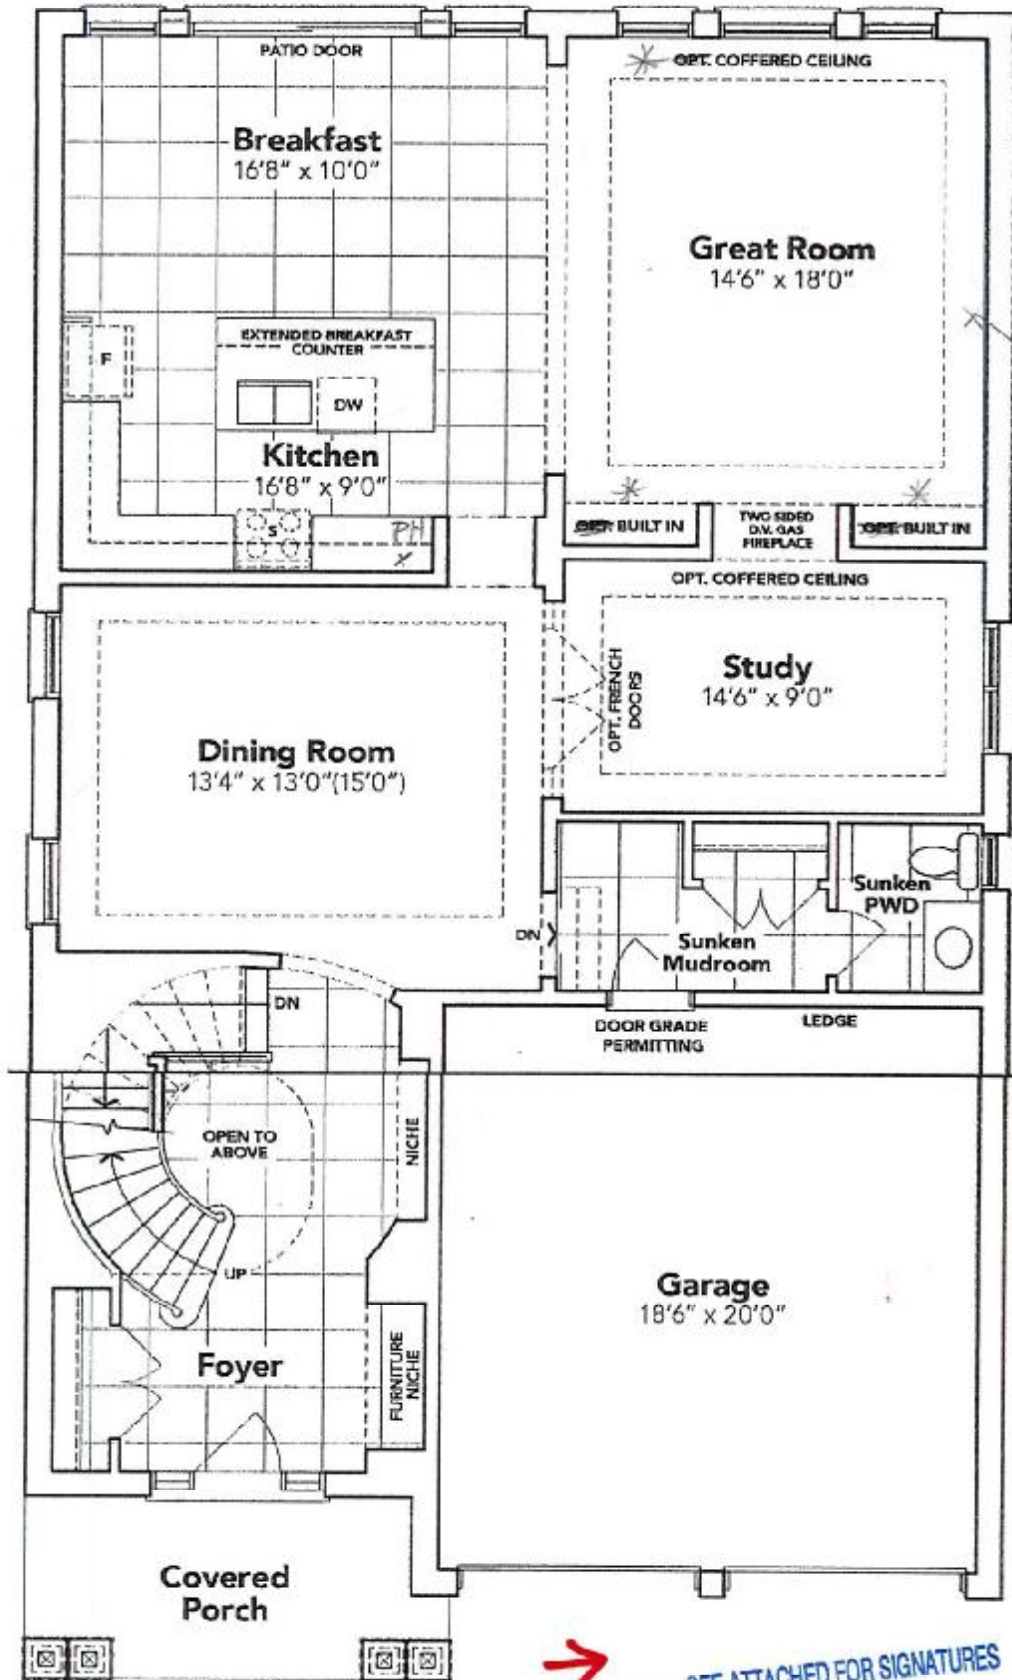 PATIO DOOR
OPT. COFFERED CEILING
Breakfast
16'8" x 10'0"
Great Room
14'6" x 18'0"
EXTENDED BREAKFAST
COUNTER
F
DW
Kitchen
16'8" x 9'0"
S
PH
X
OPT. BUILT IN
TWO SIDED
D.V. GAS
FIREPLACE
OPT. BUILT IN
OPT. COFFERED CEILING
Study
14'6" x 9'0"
OPT. FRENCH
DOORS
Dining Room
13'4" x 13'0"(15'0")
Sunken
PWD
DN
Sunken
Mudroom
DN
DOOR GRADE
PERMITTING
LEDGE
OPEN TO
ABOVE
NICHE
UP
Garage
18'6" x 20'0"
Foyer
FURNITURE
NICHE
Covered
Porch
SEE ATTACHED FOR SIGNATURES